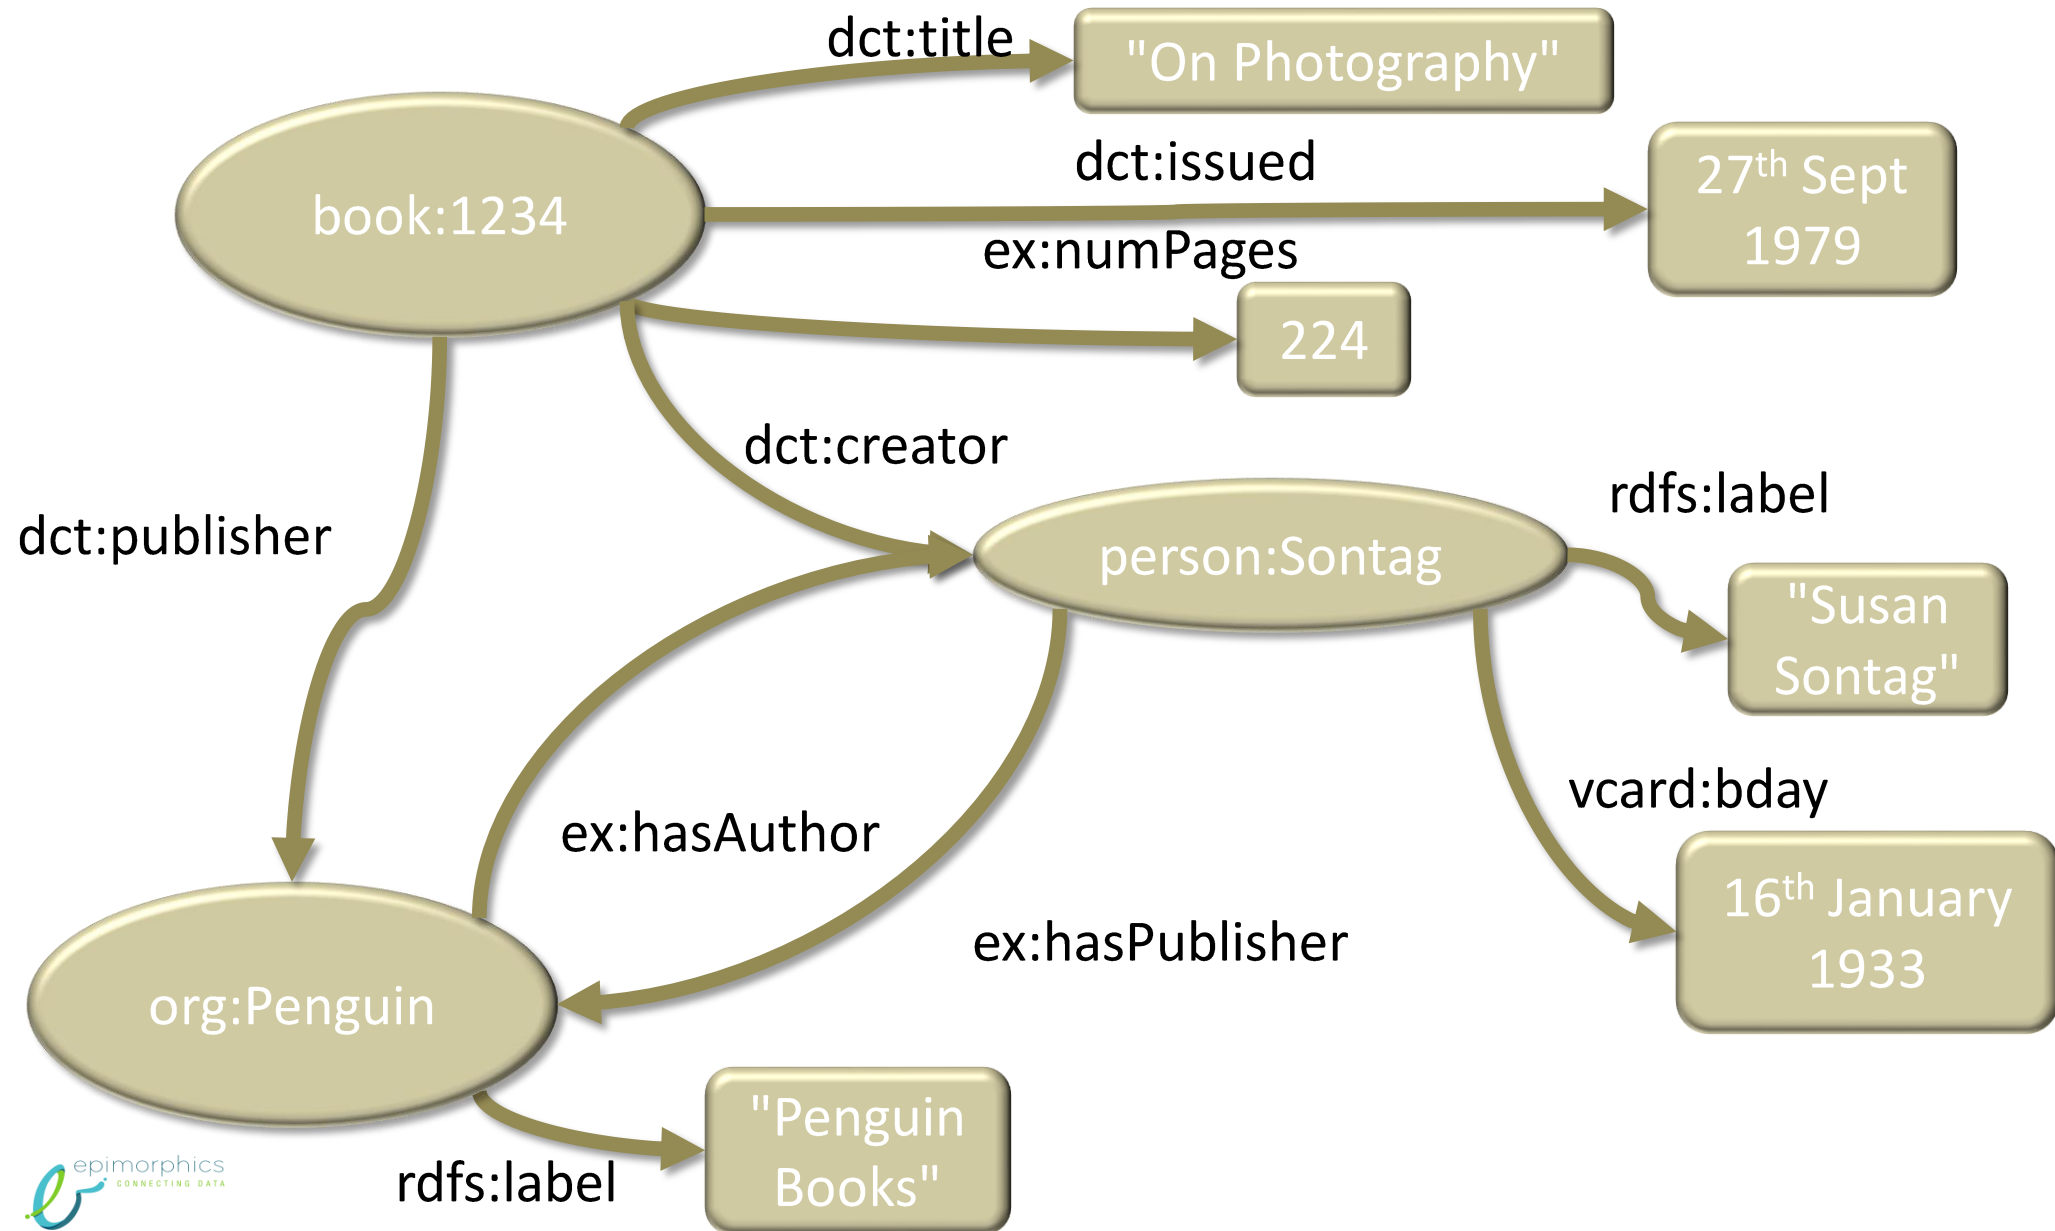 dct:title
"On Photography"
dct:issued
27th Sept
1979
book:1234
ex:numPages
224
dct:creator
rdfs:label
dct:publisher
person:Sontag
"Susan
Sontag"
vcard:bday
ex:hasAuthor
16th January
1933
ex:hasPublisher
org:Penguin
"Penguin
Books"
rdfs:label
epimorphics
CONNECTING DATA